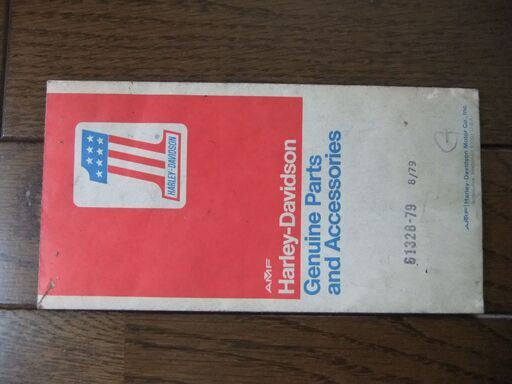 HARLEY-DAVIDSON
AMF
Harley-Davidson
Genuine Parts
and Accessories
61328-79 8/79
G
AMF | Harley-Davidson Motor Co., Inc.